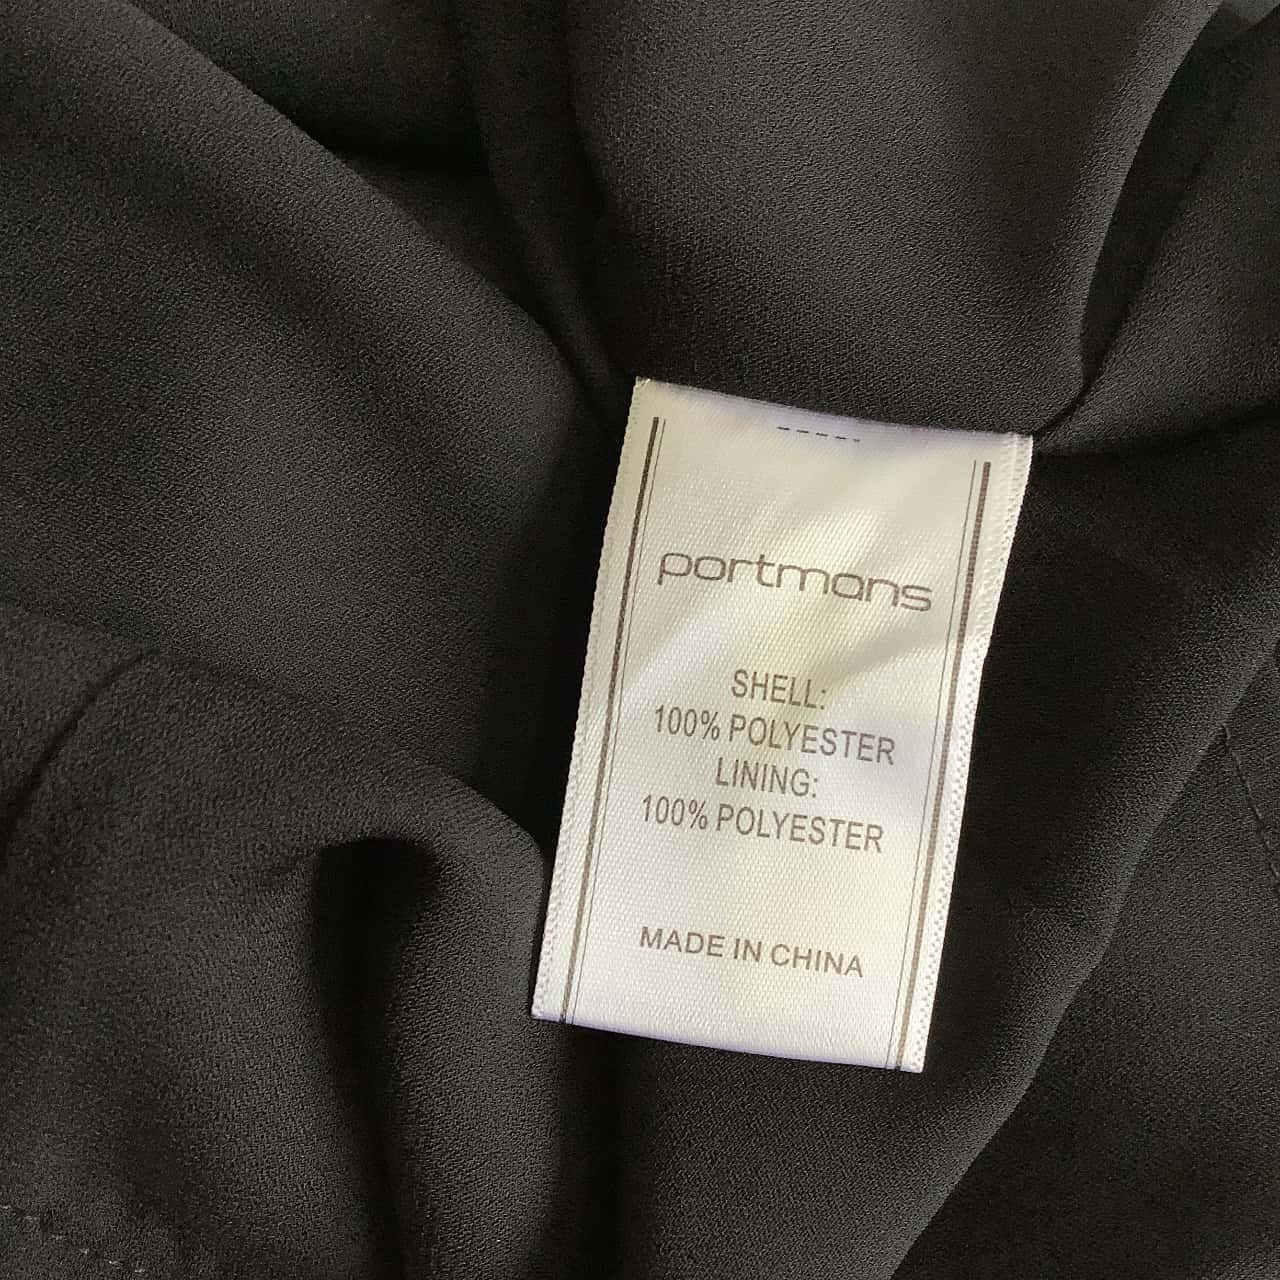 portmans
SHELL:
100% POLYESTER
LINING:
100% POLYESTER
MADE IN CHINA